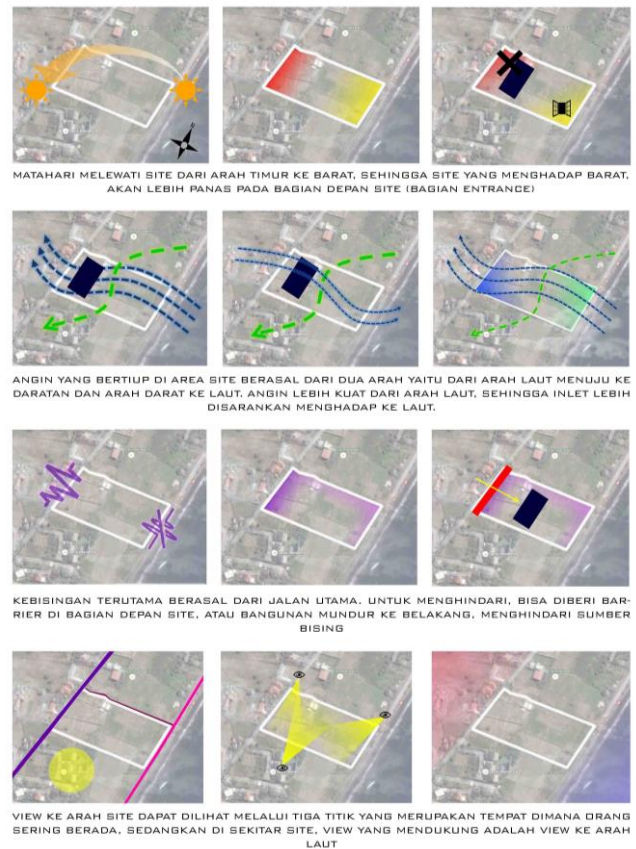 MATAHARI MELEWATI SITE DARI ARAH TIMUR KE BARAT, SEHINGGA SITE YANG MENGHADAP BARAT,
AKAN LEBIH PANAS PADA BAGIAN DEPAN SITE (BAGIAN ENTRANCE)
ANGIN YANG BERTIUP DI AREA SITE BERASAL DARI DUA ARAH YAITU DARI ARAH LAUT MENUJU KE
DARATAN DAN ARAH DARAT KE LAUT. ANGIN LEBIH KUAT DARI ARAH LAUT, SEHINGGA INLET LEBIH
DISARANKAN MENGHADAP KE LAUT.
KEBISINGAN TERUTAMA BERASAL DARI JALAN UTAMA. UNTUK MENGHINDARI, BISA DIBERI BAR-
RIER DI BAGIAN DEPAN SITE, ATAU BANGUNAN MUNDUR KE BELAKANG, MENGHINDARI SUMBER
BISING
VIEW KE ARAH SITE DAPAT DILIHAT MELALUI TIGA TITIK YANG MERUPAKAN TEMPAT DIMANA ORANG
SERING BERADA, SEDANGKAN DI SEKITAR SITE, VIEW YANG MENDUKUNG ADALAH VIEW KE ARAH
LAUT